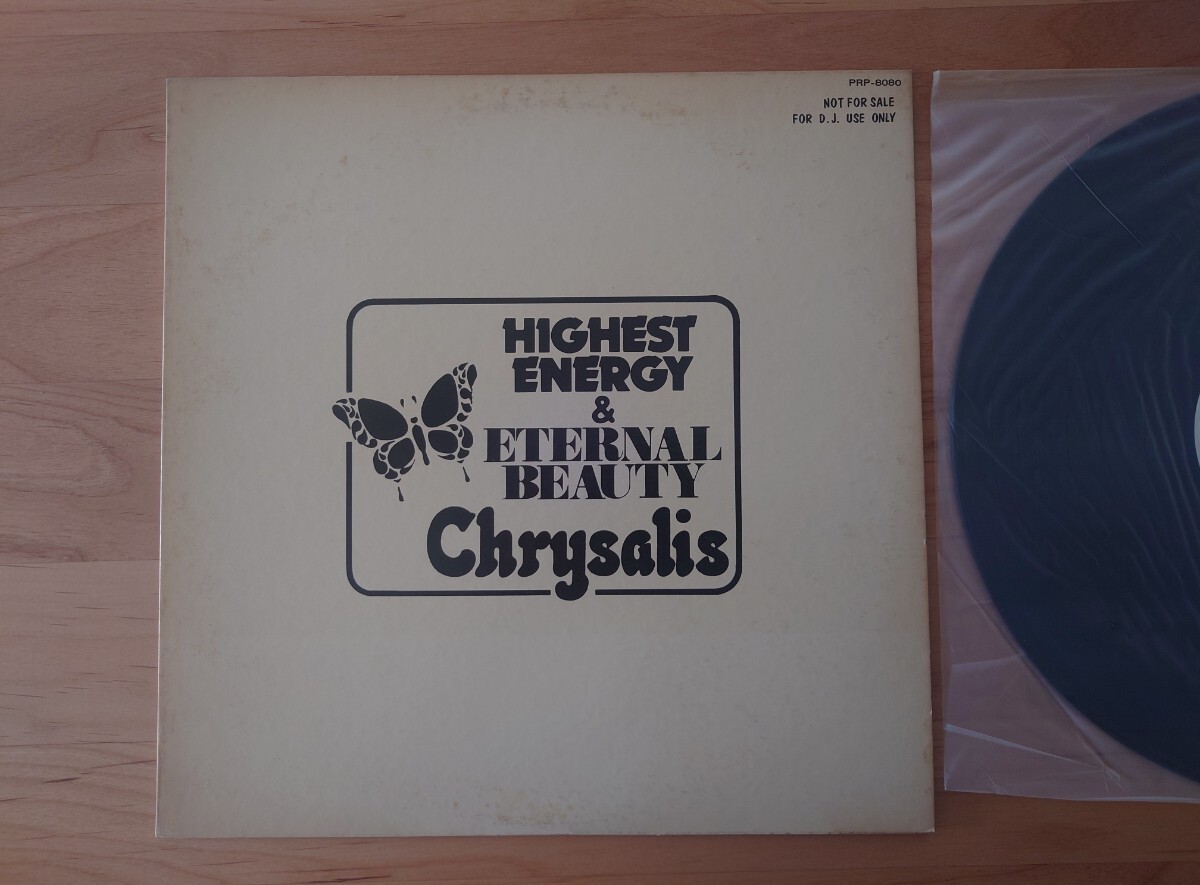 PRP-8080
NOT FOR SALE
FOR D.J. USE ONLY
HIGHEST
ENERGY
&
ETERNAL
BEAUTY
Chrysalis